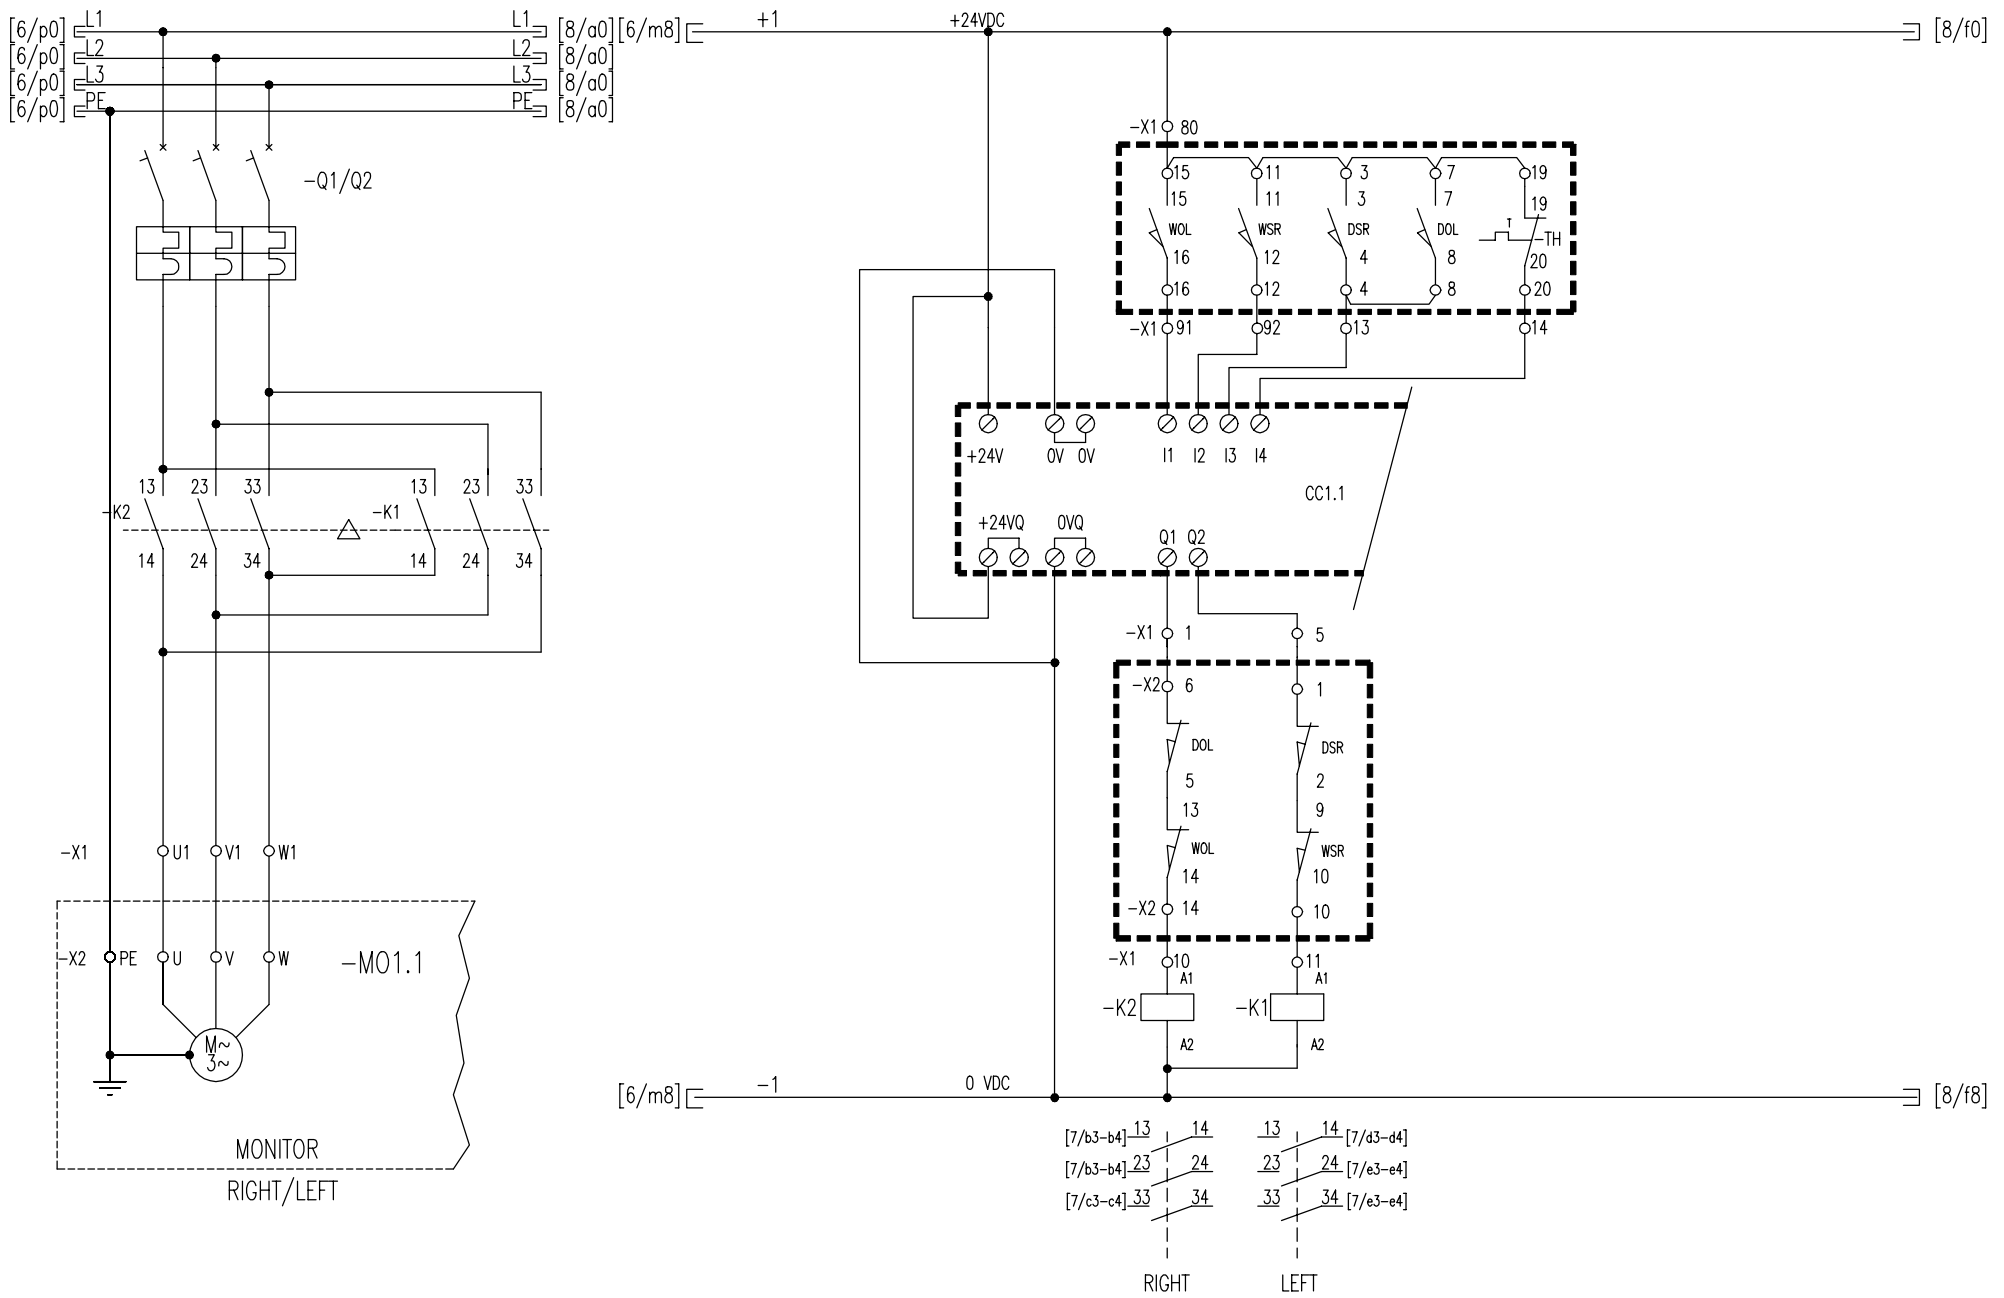 [6/p0] L1 L1 [8/a0] [6/m8] +1 +24VDC [8/f0]
[6/p0] L2 L2 [8/a0]
[6/p0] L3 L3 [8/a0]
[6/p0] PE PE [8/a0]
-Q1/Q2
-X1 80
15 11 3 7 19
15 11 3 7 19
WOL WSR DSR DOL T -TH
16 12 4 8 20
16 12 4 8 20
-X1 91 92 13 14
+24V 0V 0V I1 I2 I3 I4
CC1.1
+24VQ 0VQ Q1 Q2
13 23 33 13 23 33
-K2 -K1
14 24 34 14 24 34
-X1 1 5
-X2 6 1
DOL DSR
5 2
13 9
WOL WSR
14 10
-X2 14 10
-X1 10 11
A1 A1
-K2 -K1
A2 A2
-X1 U1 V1 W1
-X2 PE U V W -MO1.1
M~
3~
MONITOR
RIGHT/LEFT
[6/m8] -1 0 VDC [8/f8]
[7/b3-b4] 13 14 13 14 [7/d3-d4]
[7/b3-b4] 23 24 23 24 [7/e3-e4]
[7/c3-c4] 33 34 33 34 [7/e3-e4]
RIGHT LEFT